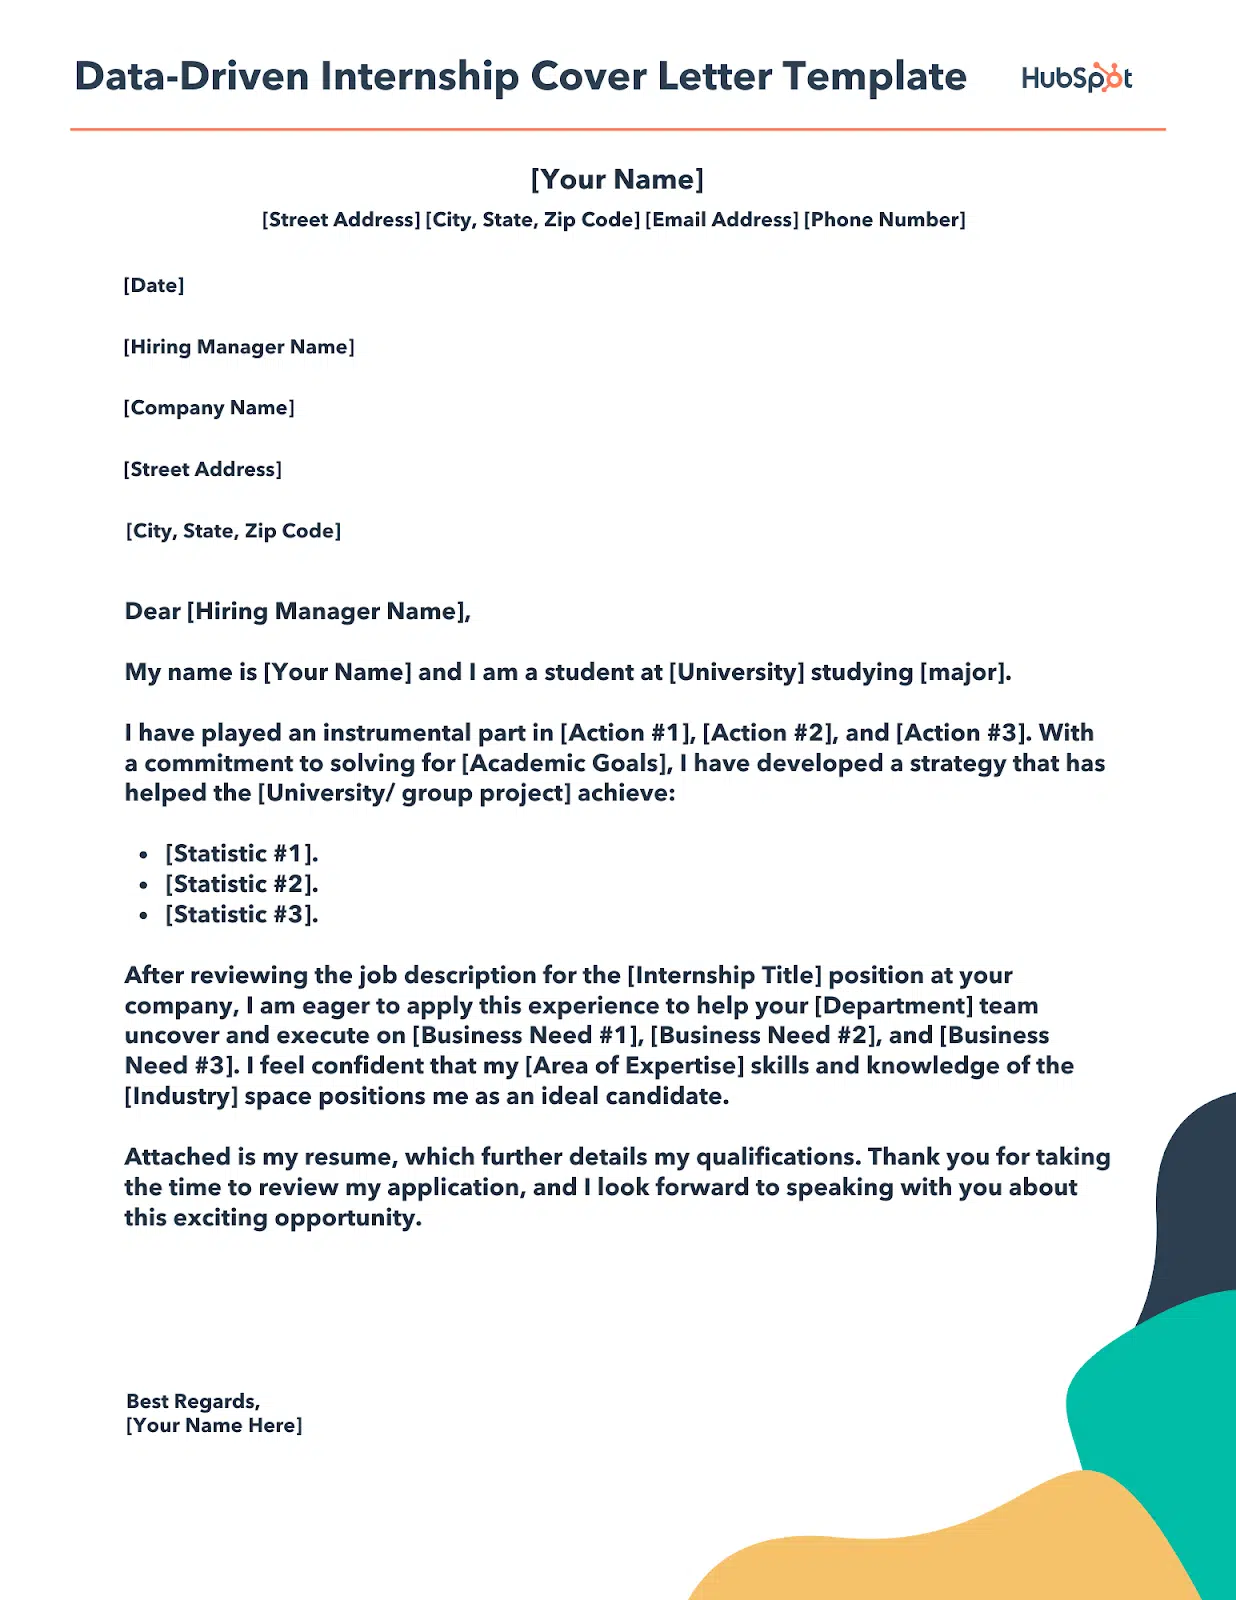 Data-Driven Internship Cover Letter Template
HubSpot
[Your Name]
[Street Address] [City, State, Zip Code] [Email Address] [Phone Number]
[Date]
[Hiring Manager Name]
[Company Name]
[Street Address]
[City, State, Zip Code]
Dear [Hiring Manager Name],
My name is [Your Name] and I am a student at [University] studying [major].
I have played an instrumental part in [Action #1], [Action #2], and [Action #3]. With
a commitment to solving for [Academic Goals], I have developed a strategy that has
helped the [University/ group project] achieve:
• [Statistic #1].
• [Statistic #2].
• [Statistic #3].
After reviewing the job description for the [Internship Title] position at your
company, I am eager to apply this experience to help your [Department] team
uncover and execute on [Business Need #1], [Business Need #2], and [Business
Need #3]. I feel confident that my [Area of Expertise] skills and knowledge of the
[Industry] space positions me as an ideal candidate.
Attached is my resume, which further details my qualifications. Thank you for taking
the time to review my application, and I look forward to speaking with you about
this exciting opportunity.
Best Regards,
[Your Name Here]